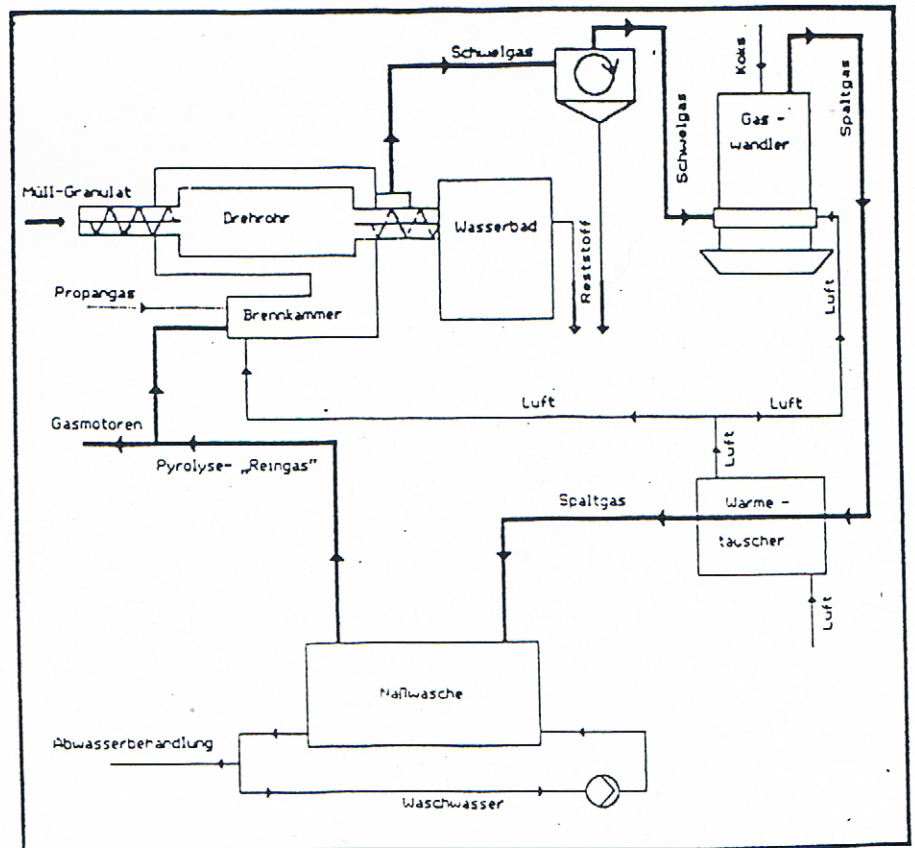 Schwelgas
Koks
Spaltgas
Schwelgas
Gas -
wandler
Müll-Granulat
Drehrohr
Wasserbad
Reststoff
Propangas
Brennkammer
Luft
Luft
Luft
Gasmotoren
Pyrolyse- „Reingas"
Luft
Spaltgas
Wärme -
tauscher
Luft
Naßwäsche
Abwasserbehandlung
Waschwasser